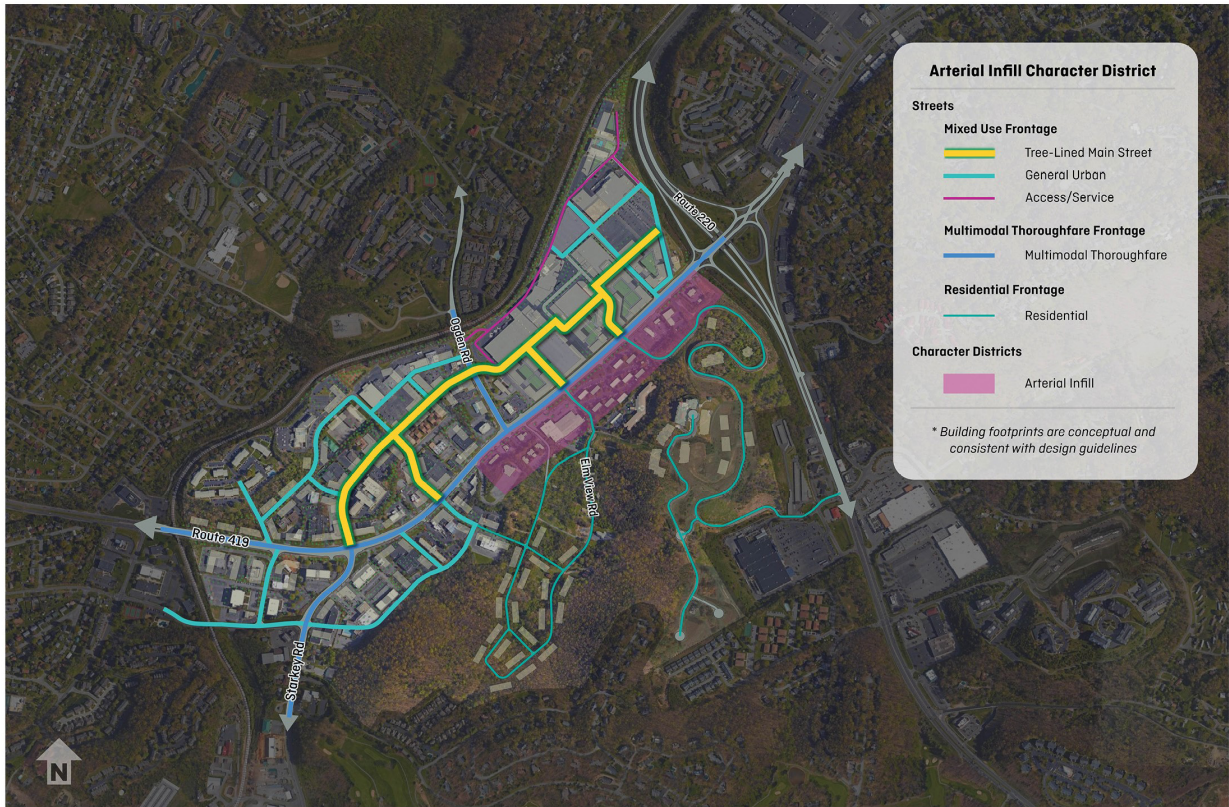 Arterial Infill Character District
Streets
Mixed Use Frontage
Tree-Lined Main Street
General Urban
Access/Service
Multimodal Thoroughfare Frontage
Multimodal Thoroughfare
Residential Frontage
Residential
Character Districts
Arterial Infill
* Building footprints are conceptual and
consistent with design guidelines
Route 220
Ogden Rd
Elm View Rd
Route 419
Starkey Rd
N